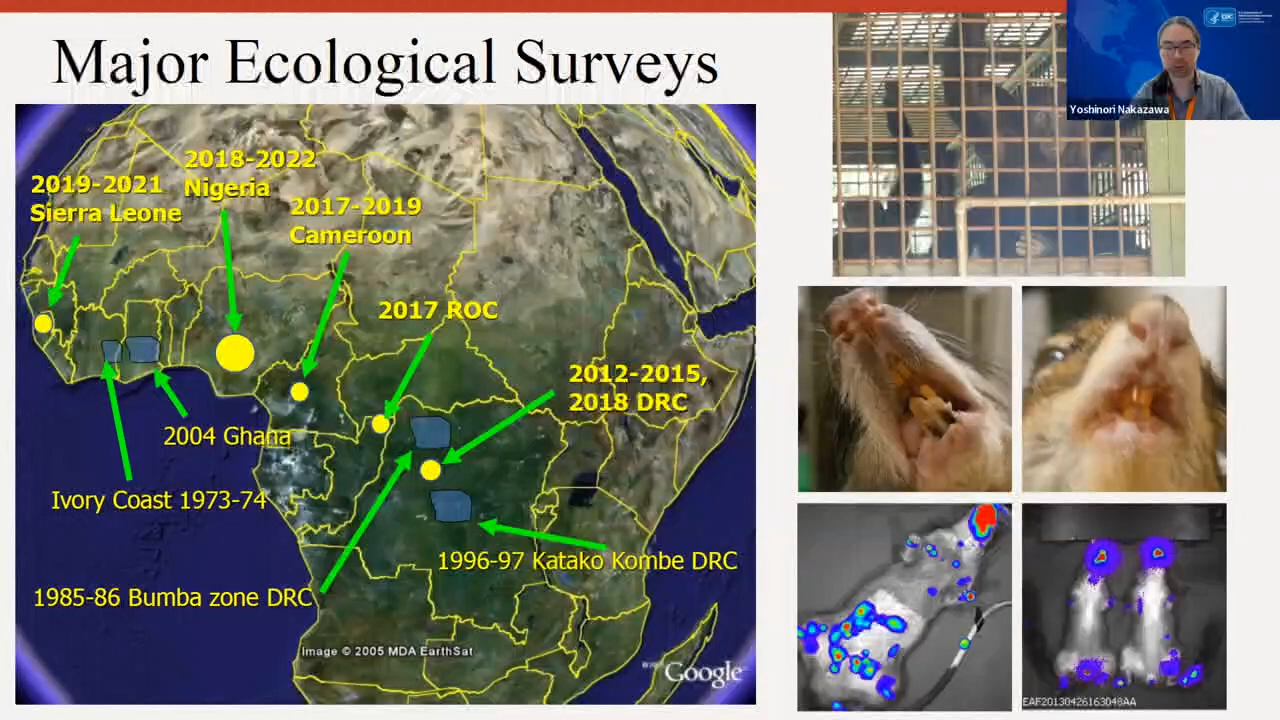 Major Ecological Surveys
CDC
Yoshinori Nakazawa
2018-2022
Nigeria
2019-2021
Sierra Leone
2017-2019
Cameroon
2017 ROC
2012-2015,
2018 DRC
2004 Ghana
Ivory Coast 1973-74
1996-97 Katako Kombe DRC
1985-86 Bumba zone DRC
Image © 2005 MDA EarthSat
Google
EAF20130426163048AA